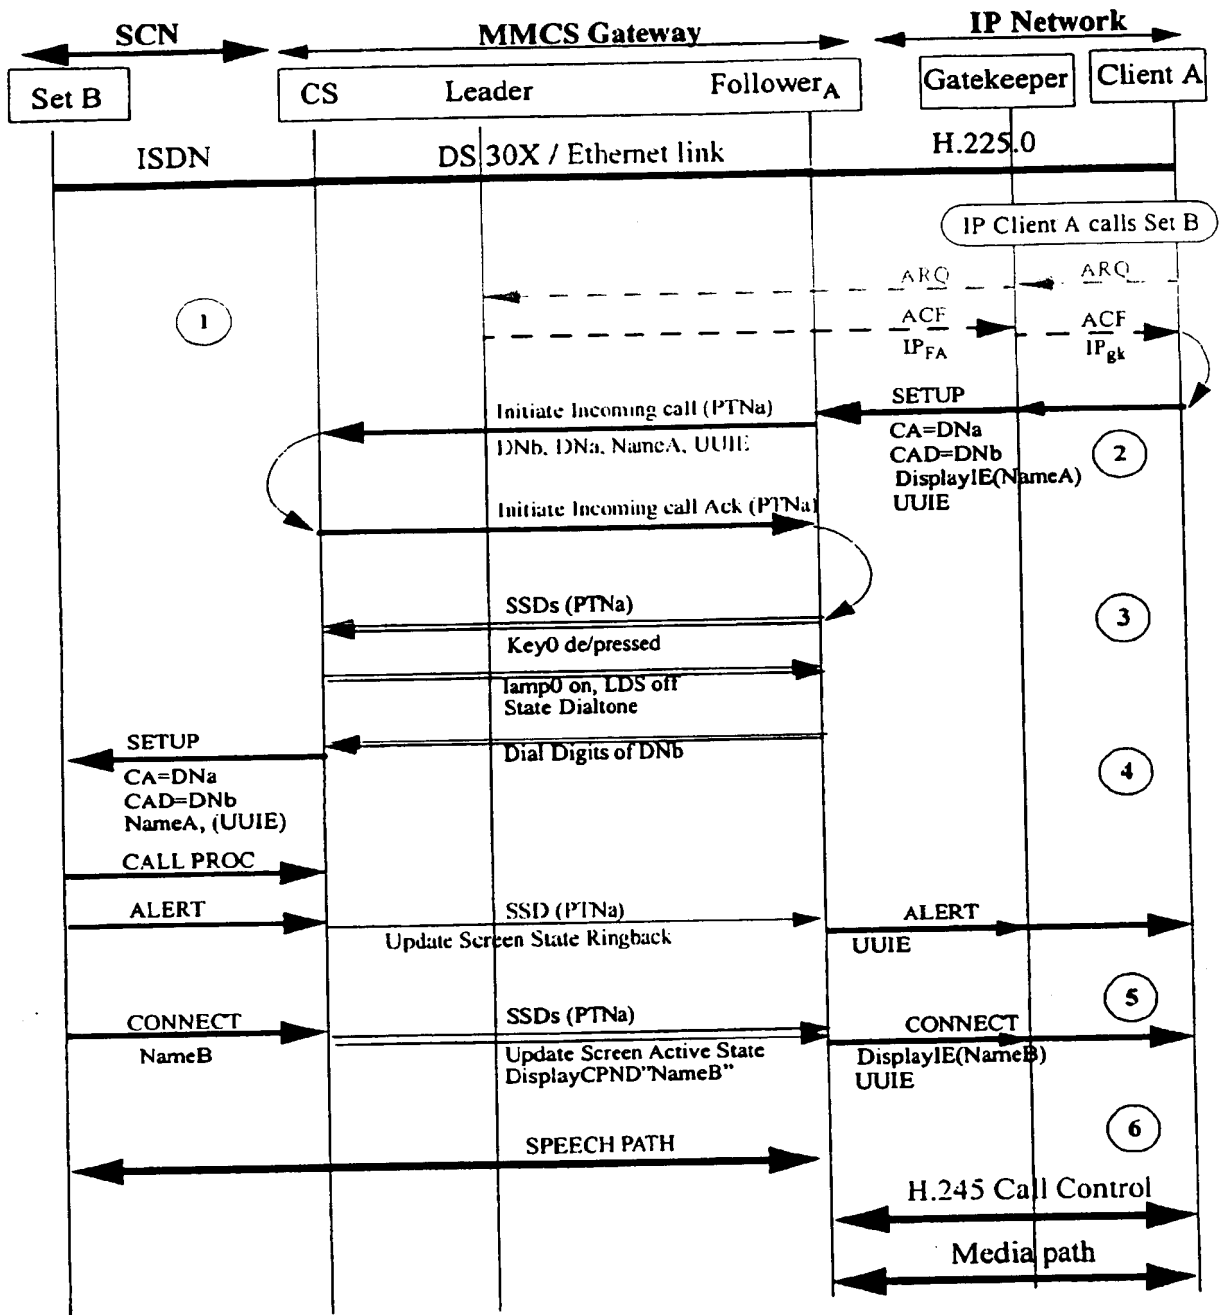 SCN
MMCS Gateway
IP Network
Set B
CS
Leader
FollowerA
Gatekeeper
Client A
ISDN
DS 30X / Ethernet link
H.225.0
IP Client A calls Set B
ARQ
ARQ
1
ACF
IPFA
ACF
IPgk
SETUP
CA=DNa
CAD=DNb
DisplayIE(NameA)
UUIE
2
Initiate Incoming call (PTNa)
DNb, DNa, NameA, UUIE
Initiate Incoming call Ack (PTNa)
SSDs (PTNa)
Key0 de/pressed
3
lamp0 on, LDS off
State Dialtone
Dial Digits of DNb
SETUP
CA=DNa
CAD=DNb
NameA, (UUIE)
4
CALL PROC
ALERT
SSD (PTNa)
Update Screen State Ringback
ALERT
UUIE
5
CONNECT
NameB
SSDs (PTNa)
Update Screen Active State
DisplayCPND"NameB"
CONNECT
DisplayIE(NameB)
UUIE
6
SPEECH PATH
H.245 Call Control
Media path